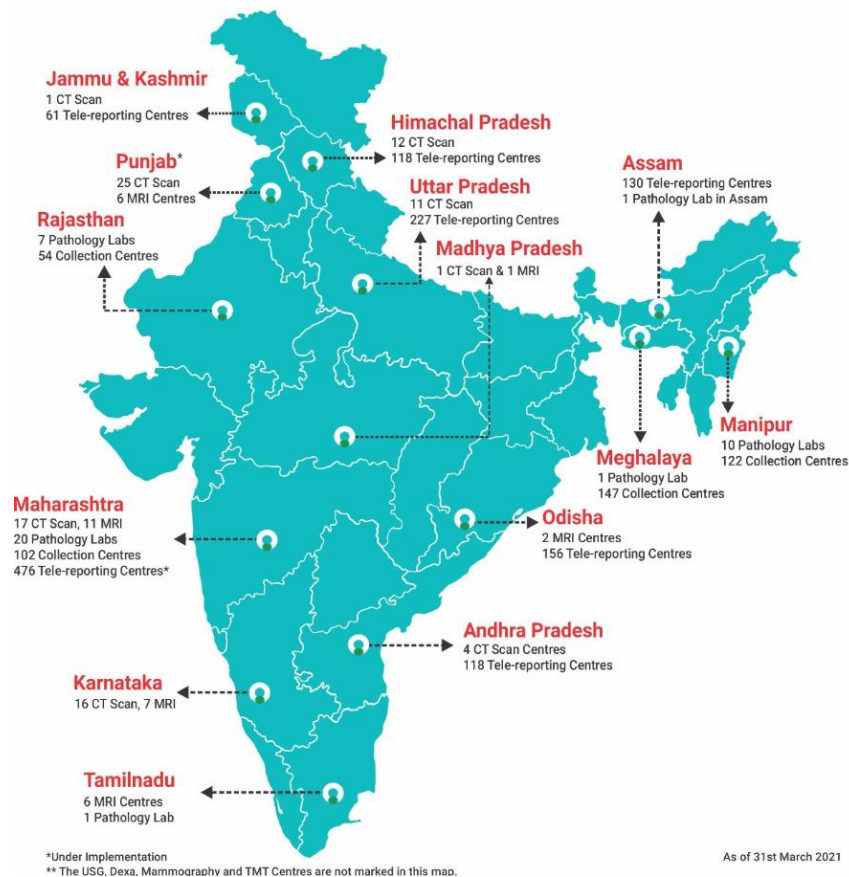 Jammu & Kashmir
1 CT Scan
61 Tele-reporting Centres
Himachal Pradesh
12 CT Scan
118 Tele-reporting Centres
Punjab*
25 CT Scan
6 MRI Centres
Uttar Pradesh
11 CT Scan
227 Tele-reporting Centres
Assam
130 Tele-reporting Centres
1 Pathology Lab in Assam
Rajasthan
7 Pathology Labs
54 Collection Centres
Madhya Pradesh
1 CT Scan & 1 MRI
Manipur
10 Pathology Labs
122 Collection Centres
Meghalaya
1 Pathology Lab
147 Collection Centres
Maharashtra
17 CT Scan, 11 MRI
20 Pathology Labs
102 Collection Centres
476 Tele-reporting Centres*
Odisha
2 MRI Centres
156 Tele-reporting Centres
Andhra Pradesh
4 CT Scan Centres
118 Tele-reporting Centres
Karnataka
16 CT Scan, 7 MRI
Tamilnadu
6 MRI Centres
1 Pathology Lab
*Under Implementation
** The USG, Dexa, Mammography and TMT Centres are not marked in this map.
As of 31st March 2021